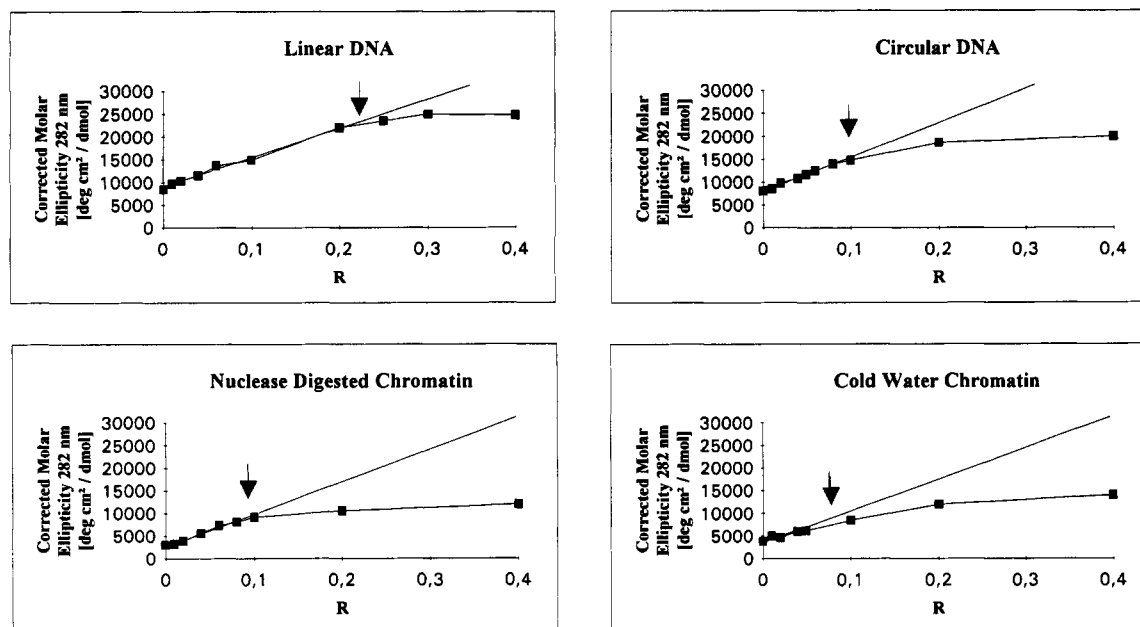 Linear DNA
Corrected Molar
Ellipticity 282 nm
[deg cm² / dmol]
30000
25000
20000
15000
10000
5000
0
0 0,1 0,2 0,3 0,4
R
Circular DNA
Corrected Molar
Ellipticity 282 nm
[deg cm² / dmol]
30000
25000
20000
15000
10000
5000
0
0 0,1 0,2 0,3 0,4
R
Nuclease Digested Chromatin
Corrected Molar
Ellipticity 282 nm
[deg cm² / dmol]
30000
25000
20000
15000
10000
5000
0
0 0,1 0,2 0,3 0,4
R
Cold Water Chromatin
Corrected Molar
Ellipticity 282 nm
[deg cm² / dmol]
30000
25000
20000
15000
10000
5000
0
0 0,1 0,2 0,3 0,4
R